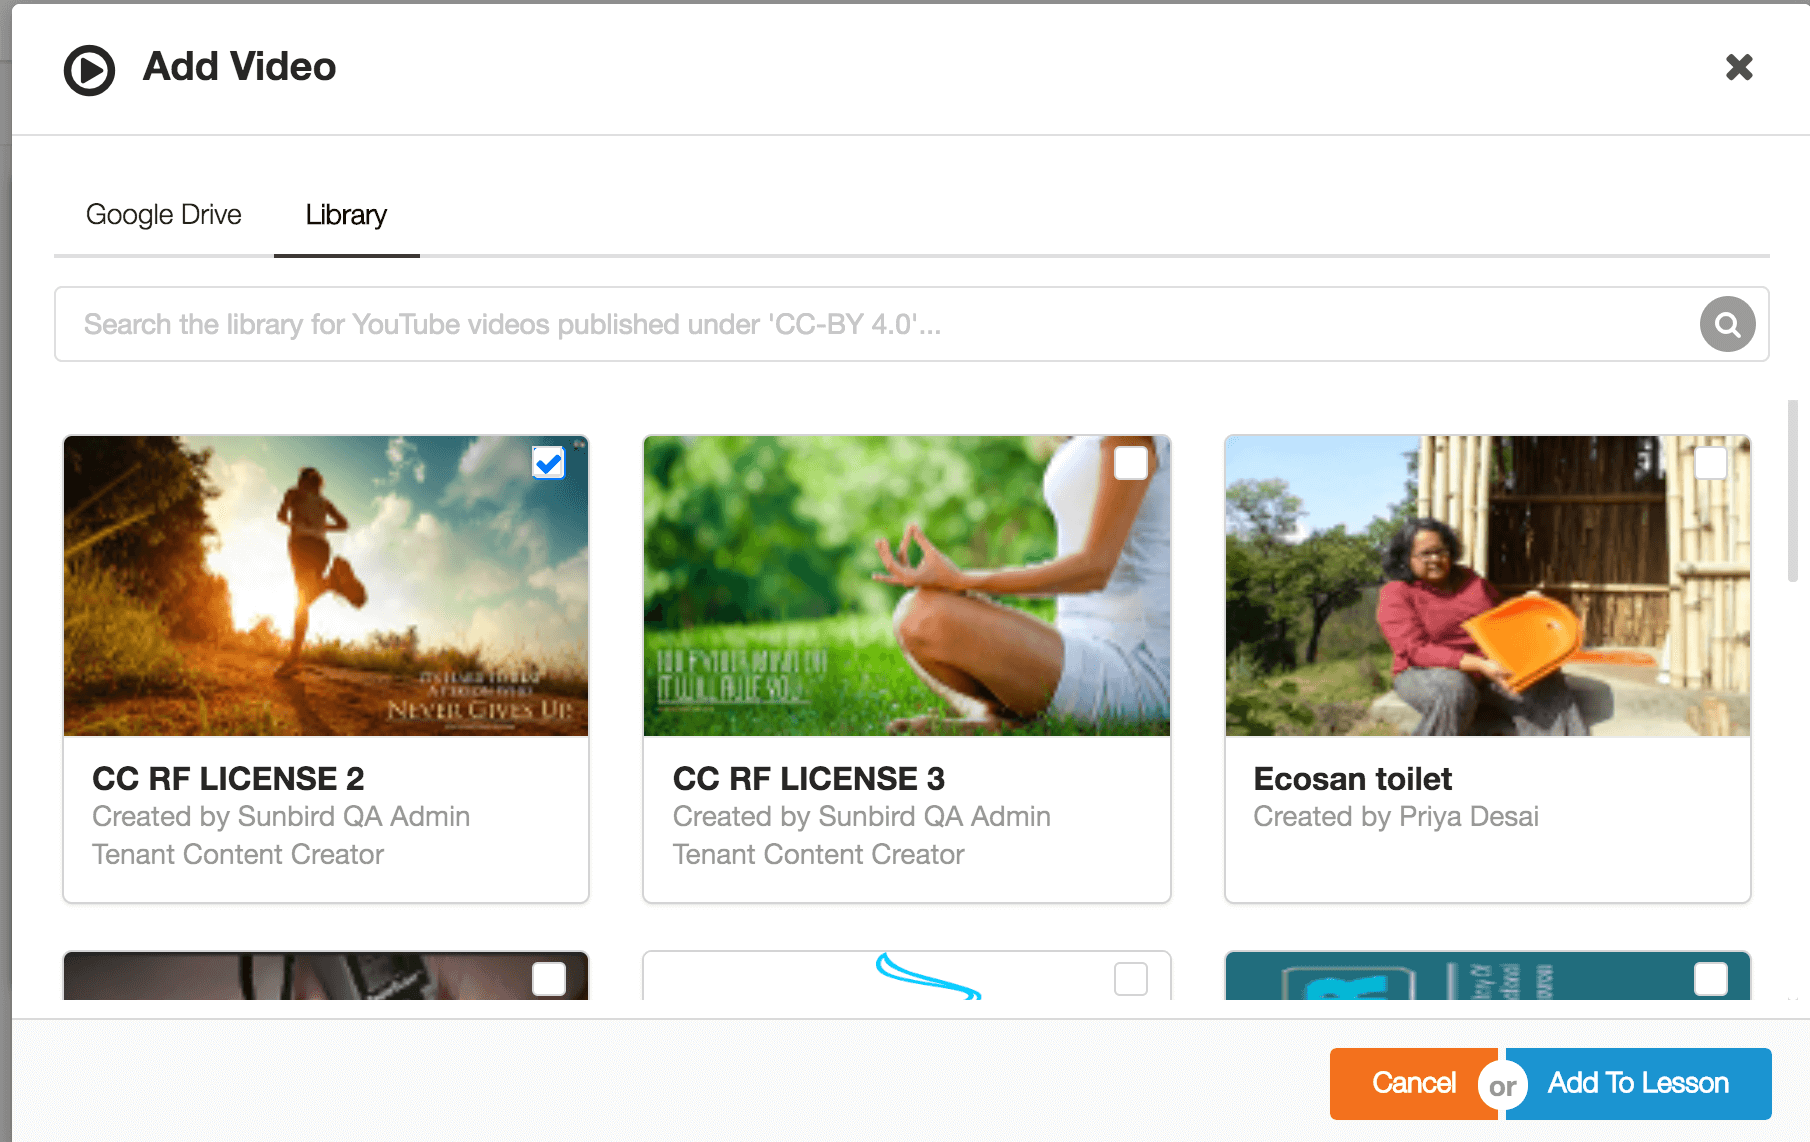 Add Video
Google Drive
Library
Search the library for YouTube videos published under 'CC-BY 4.0'...
NEVER GIVES UP
CC RF LICENSE 2
Created by Sunbird QA Admin
Tenant Content Creator
CC RF LICENSE 3
Created by Sunbird QA Admin
Tenant Content Creator
Ecosan toilet
Created by Priya Desai
Cancel
or
Add To Lesson